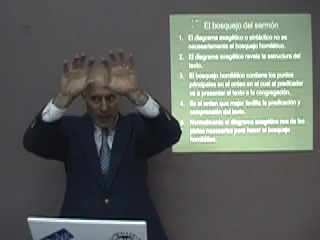 El bosquejo del sermón
1. El diagrama exegético o sintáctico no es
necesariamente el bosquejo homilético.
2. El diagrama exegético revela la estructura del
texto.
3. El bosquejo homilético contiene los puntos
principales en el orden en el cual el predicador
va a presentar el texto a la congregación.
4. Es el orden que mejor facilita la predicación y
comprensión del texto.
5. Normalmente el diagrama exegético nos da las
pistas necesarias para hacer el bosquejo
homilético.